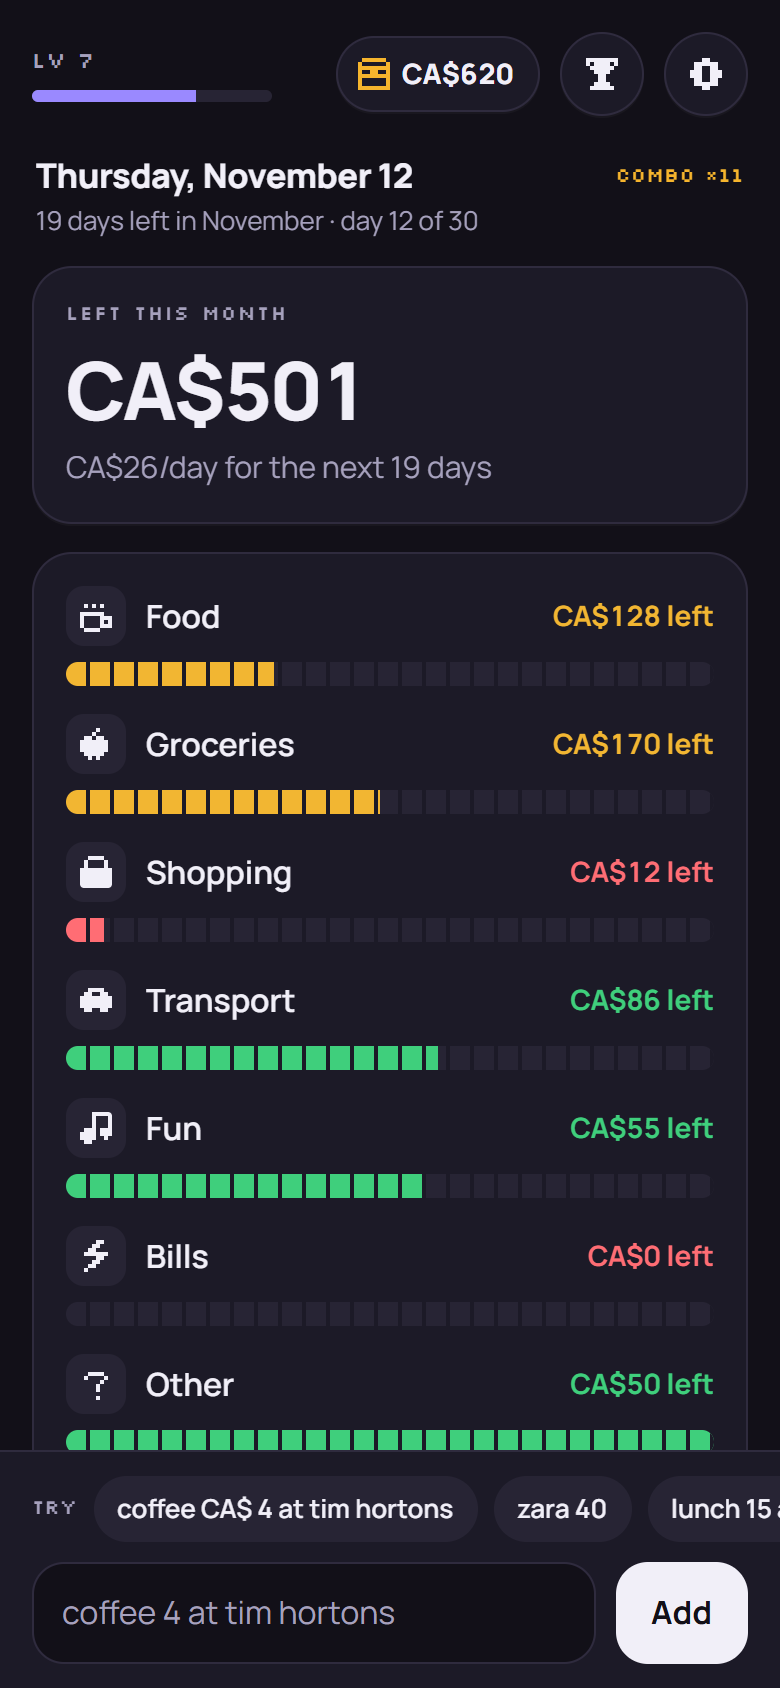 LV 7
CA$620
Thursday, November 12
COMBO ×11
19 days left in November · day 12 of 30
LEFT THIS MONTH
CA$501
CA$26/day for the next 19 days
Food CA$128 left
Groceries CA$170 left
Shopping CA$12 left
Transport CA$86 left
Fun CA$55 left
Bills CA$0 left
Other CA$50 left
TRY coffee CA$ 4 at tim hortons zara 40 lunch 15 a
coffee 4 at tim hortons Add